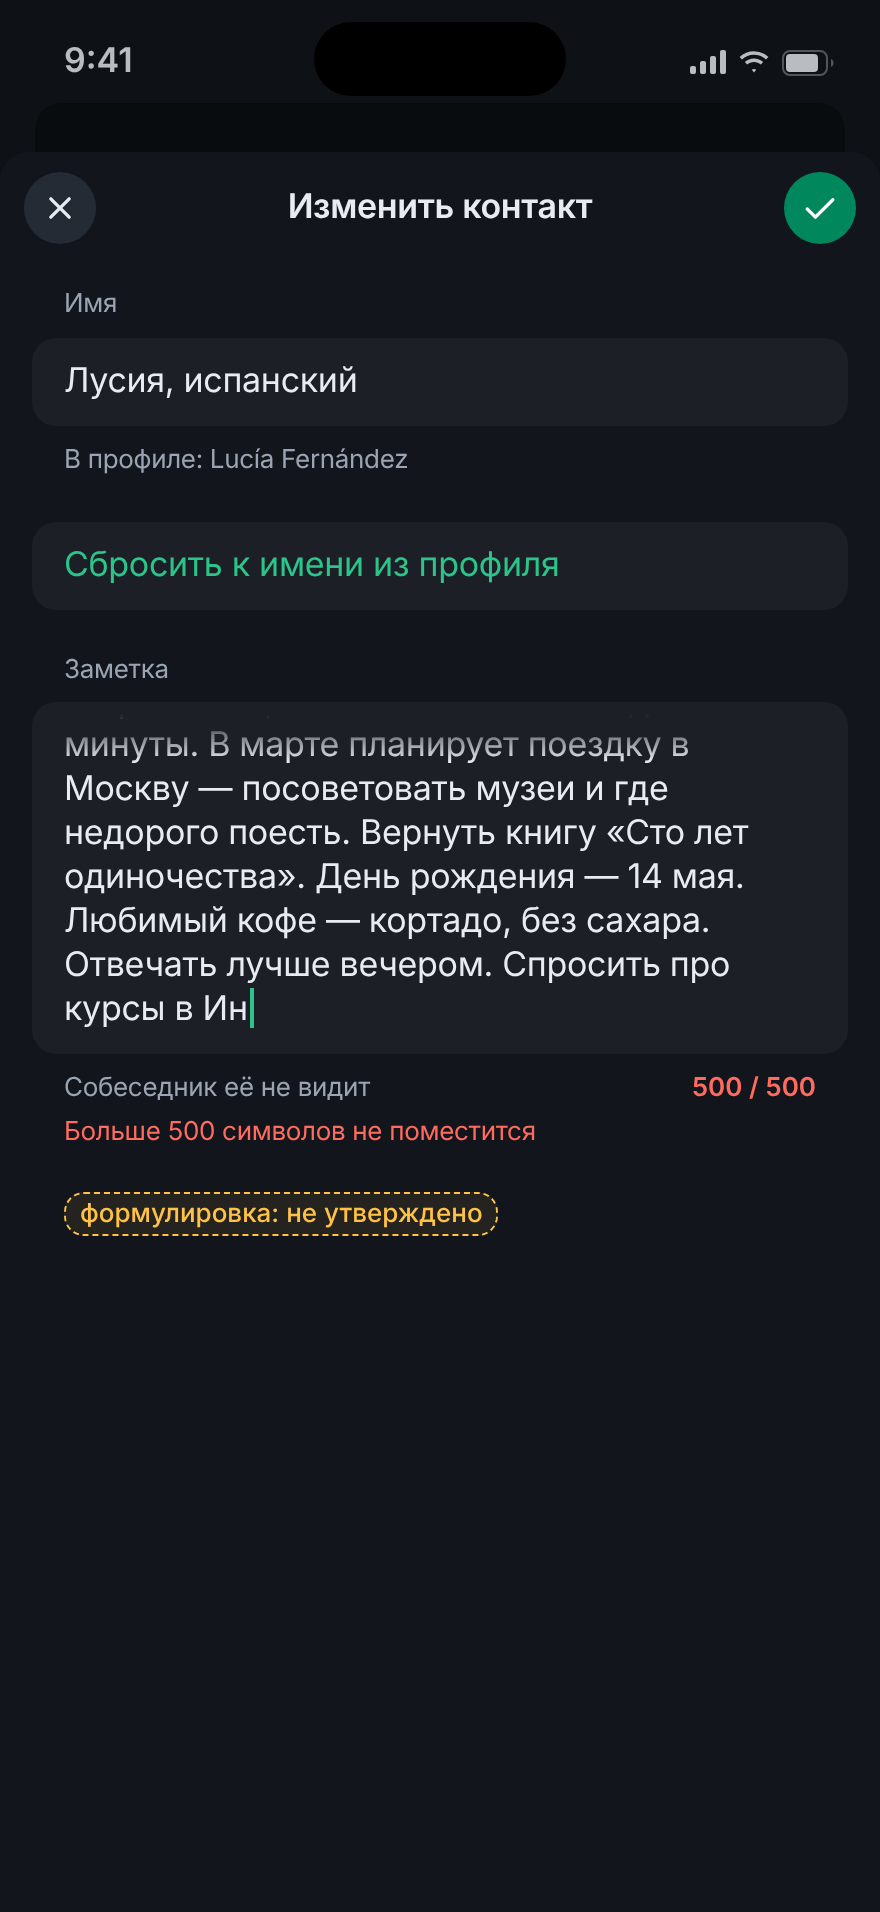 9:41
Изменить контакт
Имя
Лусия, испанский
В профиле: Lucía Fernández
Сбросить к имени из профиля
Заметка
минуты. В марте планирует поездку в
Москву — посоветовать музеи и где
недорого поесть. Вернуть книгу «Сто лет
одиночества». День рождения — 14 мая.
Любимый кофе — кортадо, без сахара.
Отвечать лучше вечером. Спросить про
курсы в Ин
Собеседник её не видит
500 / 500
Больше 500 символов не поместится
формулировка: не утверждено